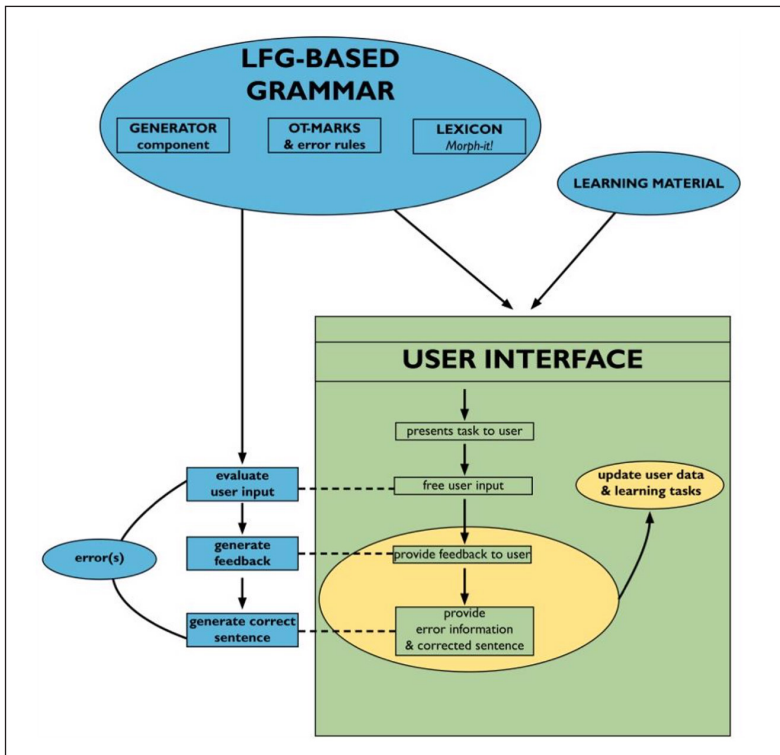 LFG-BASED
GRAMMAR
GENERATOR
component
OT-MARKS
& error rules
LEXICON
Morph-it!
LEARNING MATERIAL
USER INTERFACE
presents task to user
evaluate
user input
free user input
update user data
& learning tasks
error(s)
generate
feedback
provide feedback to user
generate correct
sentence
provide
error information
& corrected sentence